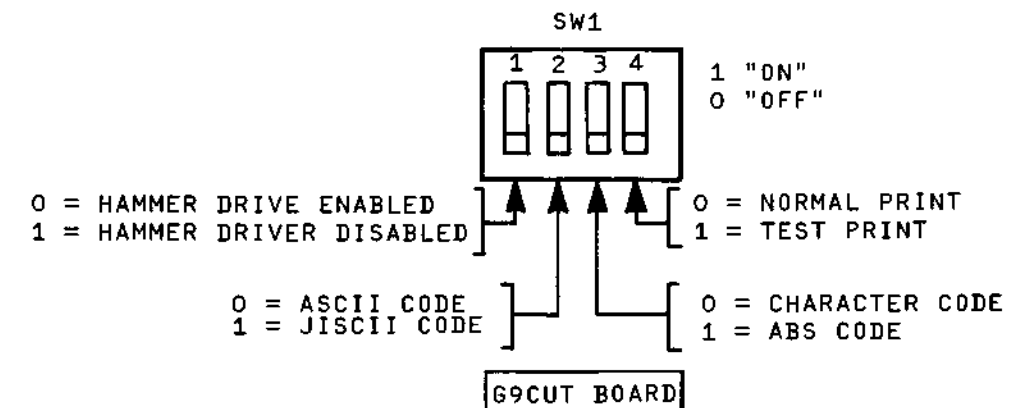 SW1
1 2 3 4
1 "ON"
0 "OFF"
0 = HAMMER DRIVE ENABLED
1 = HAMMER DRIVER DISABLED
0 = NORMAL PRINT
1 = TEST PRINT
0 = ASCII CODE
1 = JISCII CODE
0 = CHARACTER CODE
1 = ABS CODE
G9CUT BOARD